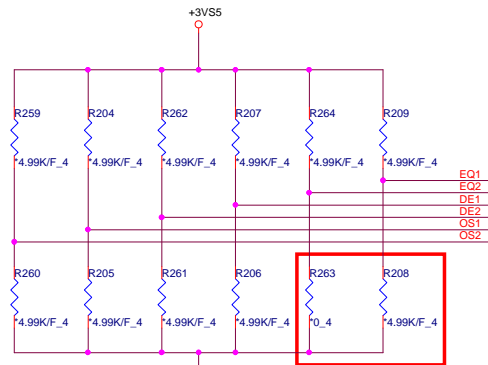 +3VS5
R259 R204 R262 R207 R264 R209
*4.99K/F_4 *4.99K/F_4 *4.99K/F_4 *4.99K/F_4 *4.99K/F_4 *4.99K/F_4
EQ1
EQ2
DE1
DE2
OS1
OS2
R260 R205 R261 R206 R263 R208
*4.99K/F_4 *4.99K/F_4 *4.99K/F_4 *4.99K/F_4 *0_4 *4.99K/F_4